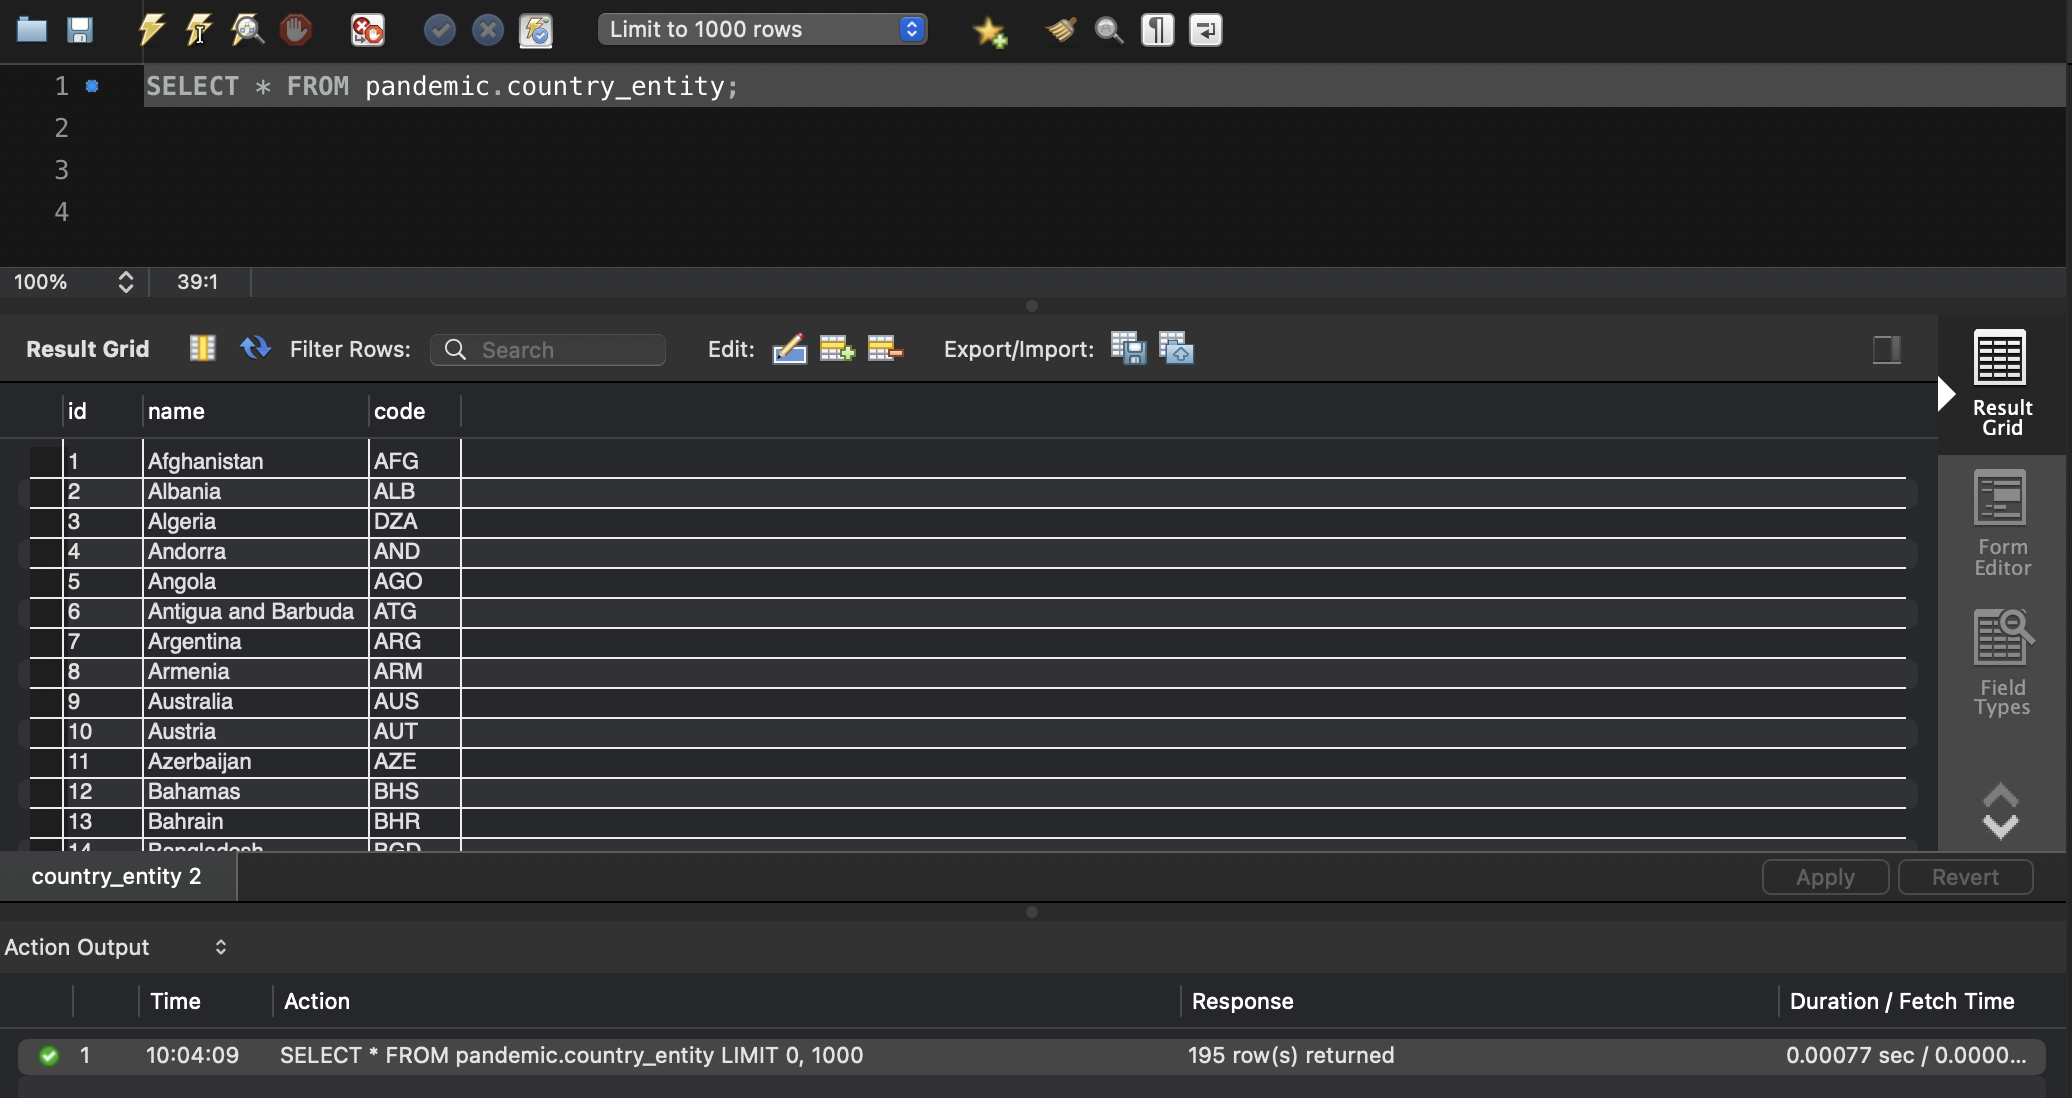 Limit to 1000 rows
1 SELECT * FROM pandemic.country_entity;
2
3
4
100% 39:1
Result Grid Filter Rows: Search Edit: Export/Import:
id name code
1 Afghanistan AFG
2 Albania ALB
3 Algeria DZA
4 Andorra AND
5 Angola AGO
6 Antigua and Barbuda ATG
7 Argentina ARG
8 Armenia ARM
9 Australia AUS
10 Austria AUT
11 Azerbaijan AZE
12 Bahamas BHS
13 Bahrain BHR
14 Bangladesh BGD
Result
Grid
Form
Editor
Field
Types
country_entity 2 Apply Revert
Action Output
Time Action Response Duration / Fetch Time
1 10:04:09 SELECT * FROM pandemic.country_entity LIMIT 0, 1000 195 row(s) returned 0.00077 sec / 0.0000...